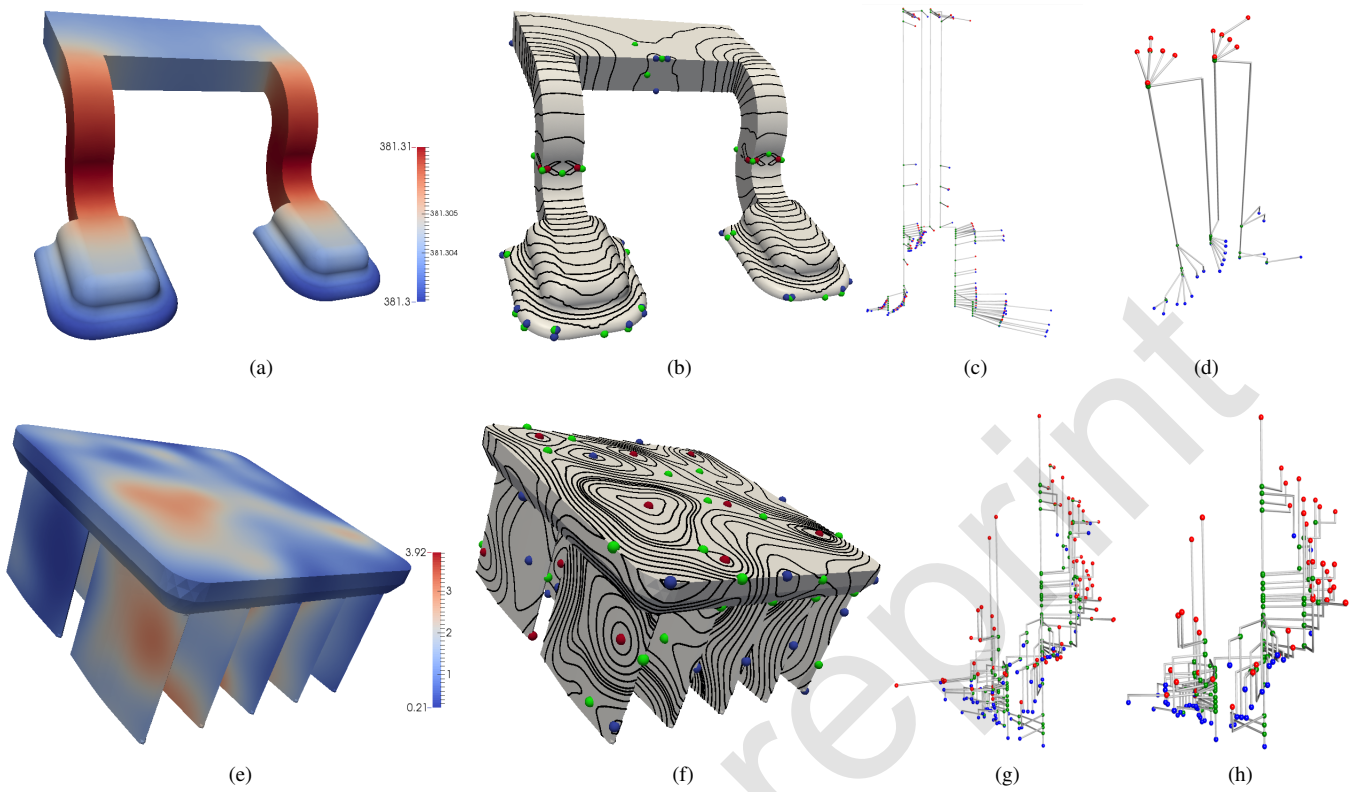 381.31
381.305
381.304
381.3
(a)
(b)
(c)
(d)
3.92
3
2
1
0.21
(e)
(f)
(g)
(h)
reprint